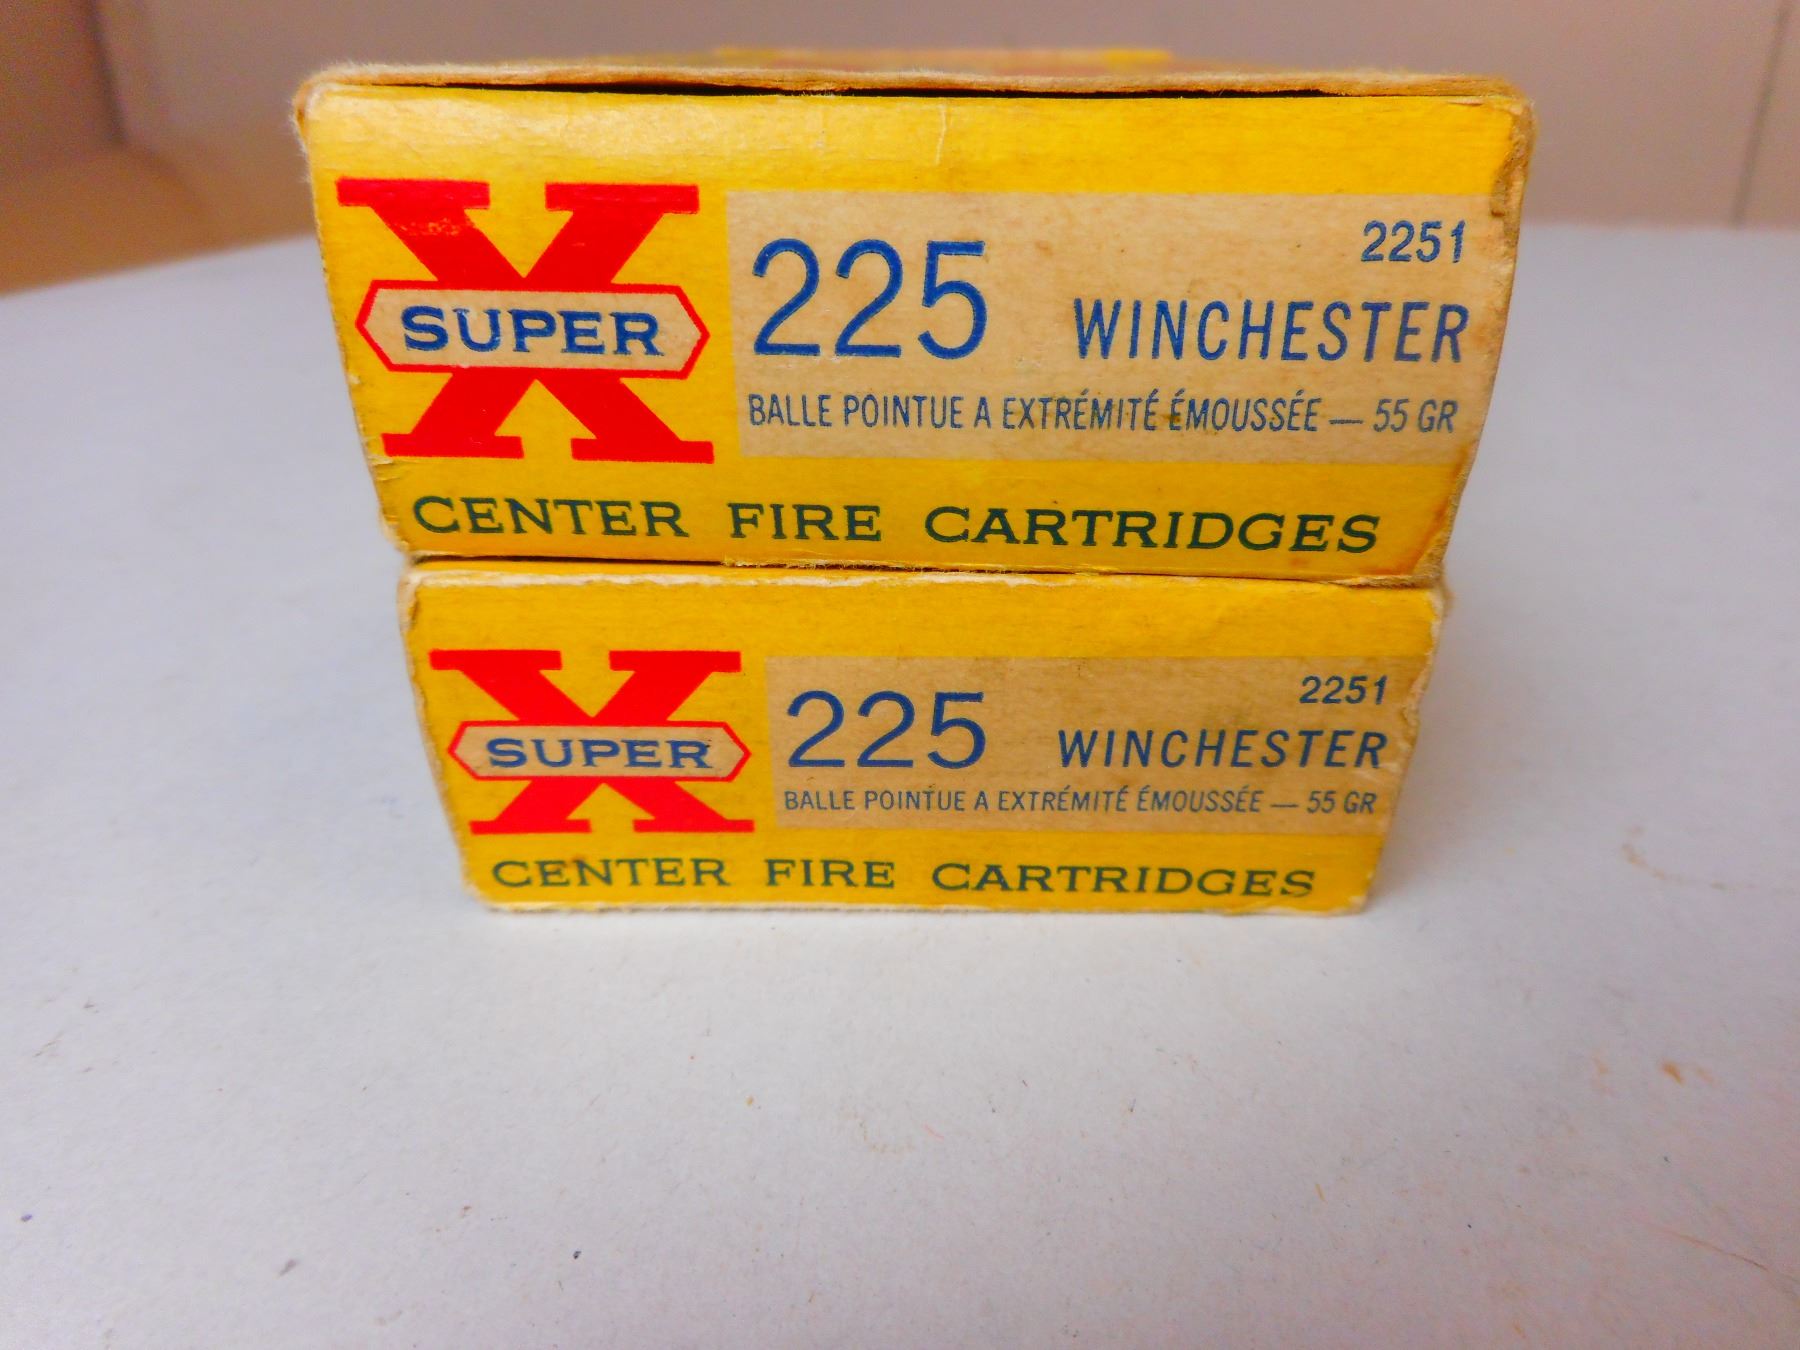 X
SUPER
225
2251
WINCHESTER
BALLE POINTUE A EXTRÉMITÉ ÉMOUSSÉE — 55 GR
CENTER FIRE CARTRIDGES
X
SUPER
225
2251
WINCHESTER
BALLE POINTUE A EXTRÉMITÉ ÉMOUSSÉE — 55 GR
CENTER FIRE CARTRIDGES